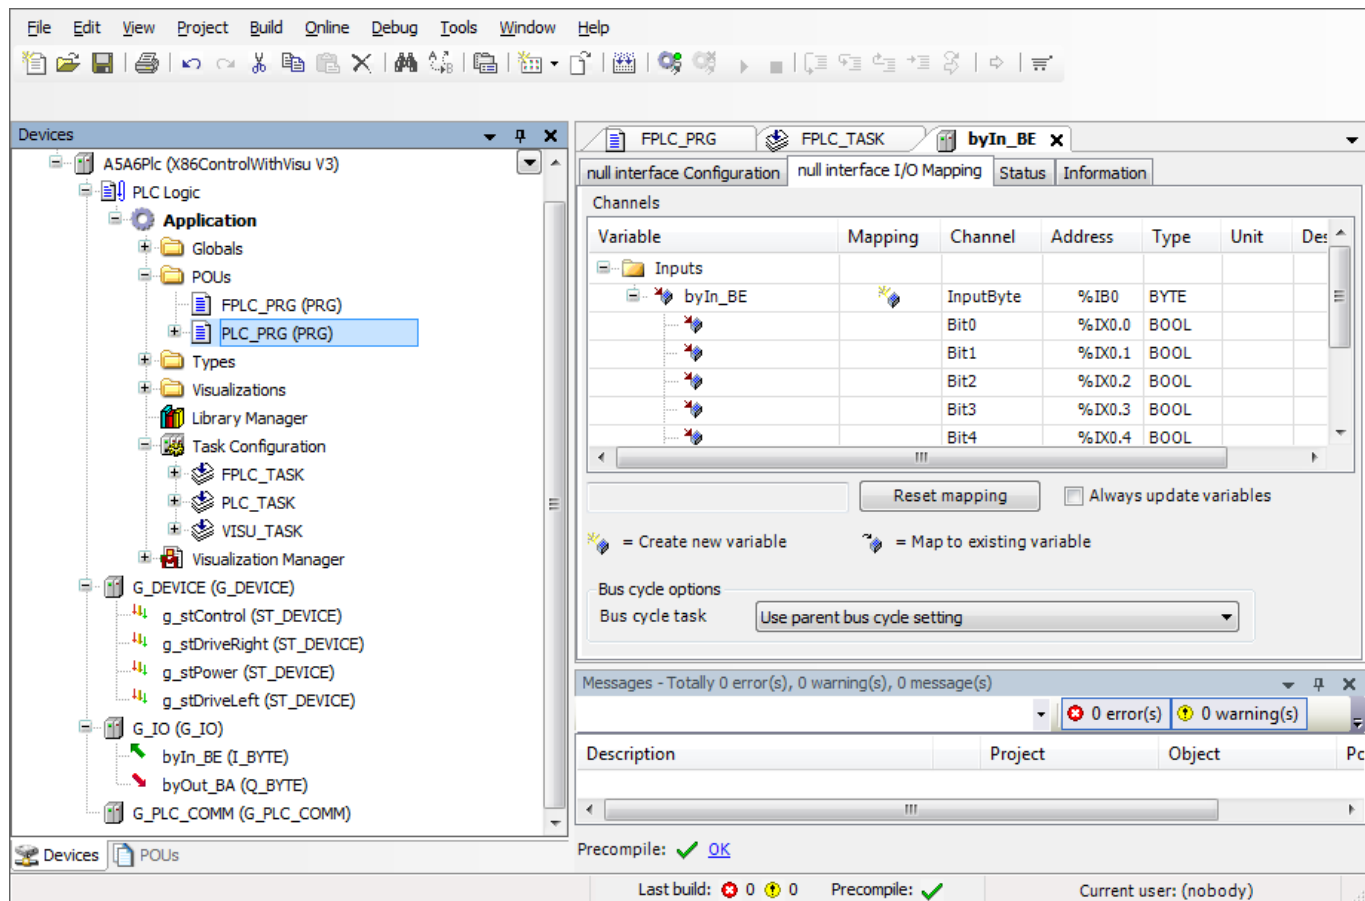 File Edit View Project Build Online Debug Tools Window Help
Devices
A5A6Plc (X86ControlWithVisu V3)
PLC Logic
Application
Globals
POUs
FPLC_PRG (PRG)
PLC_PRG (PRG)
Types
Visualizations
Library Manager
Task Configuration
FPLC_TASK
PLC_TASK
VISU_TASK
Visualization Manager
G_DEVICE (G_DEVICE)
g_stControl (ST_DEVICE)
g_stDriveRight (ST_DEVICE)
g_stPower (ST_DEVICE)
g_stDriveLeft (ST_DEVICE)
G_IO (G_IO)
byIn_BE (I_BYTE)
byOut_BA (Q_BYTE)
G_PLC_COMM (G_PLC_COMM)
Devices POUs
FPLC_PRG FPLC_TASK byIn_BE
null interface Configuration null interface I/O Mapping Status Information
Channels
Variable Mapping Channel Address Type Unit Des
Inputs
byIn_BE InputByte %IB0 BYTE
Bit0 %IX0.0 BOOL
Bit1 %IX0.1 BOOL
Bit2 %IX0.2 BOOL
Bit3 %IX0.3 BOOL
Bit4 %IX0.4 BOOL
Reset mapping Always update variables
= Create new variable = Map to existing variable
Bus cycle options
Bus cycle task Use parent bus cycle setting
Messages - Totally 0 error(s), 0 warning(s), 0 message(s)
0 error(s) 0 warning(s)
Description Project Object Pc
Precompile: OK
Last build: 0 0 Precompile: Current user: (nobody)